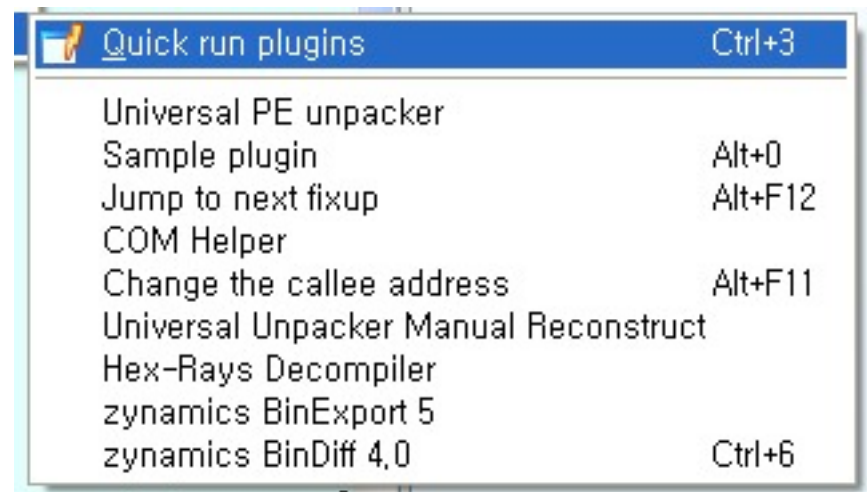 Quick run plugins Ctrl+3
Universal PE unpacker
Sample plugin Alt+0
Jump to next fixup Alt+F12
COM Helper
Change the callee address Alt+F11
Universal Unpacker Manual Reconstruct
Hex-Rays Decompiler
zynamics BinExport 5
zynamics BinDiff 4.0 Ctrl+6